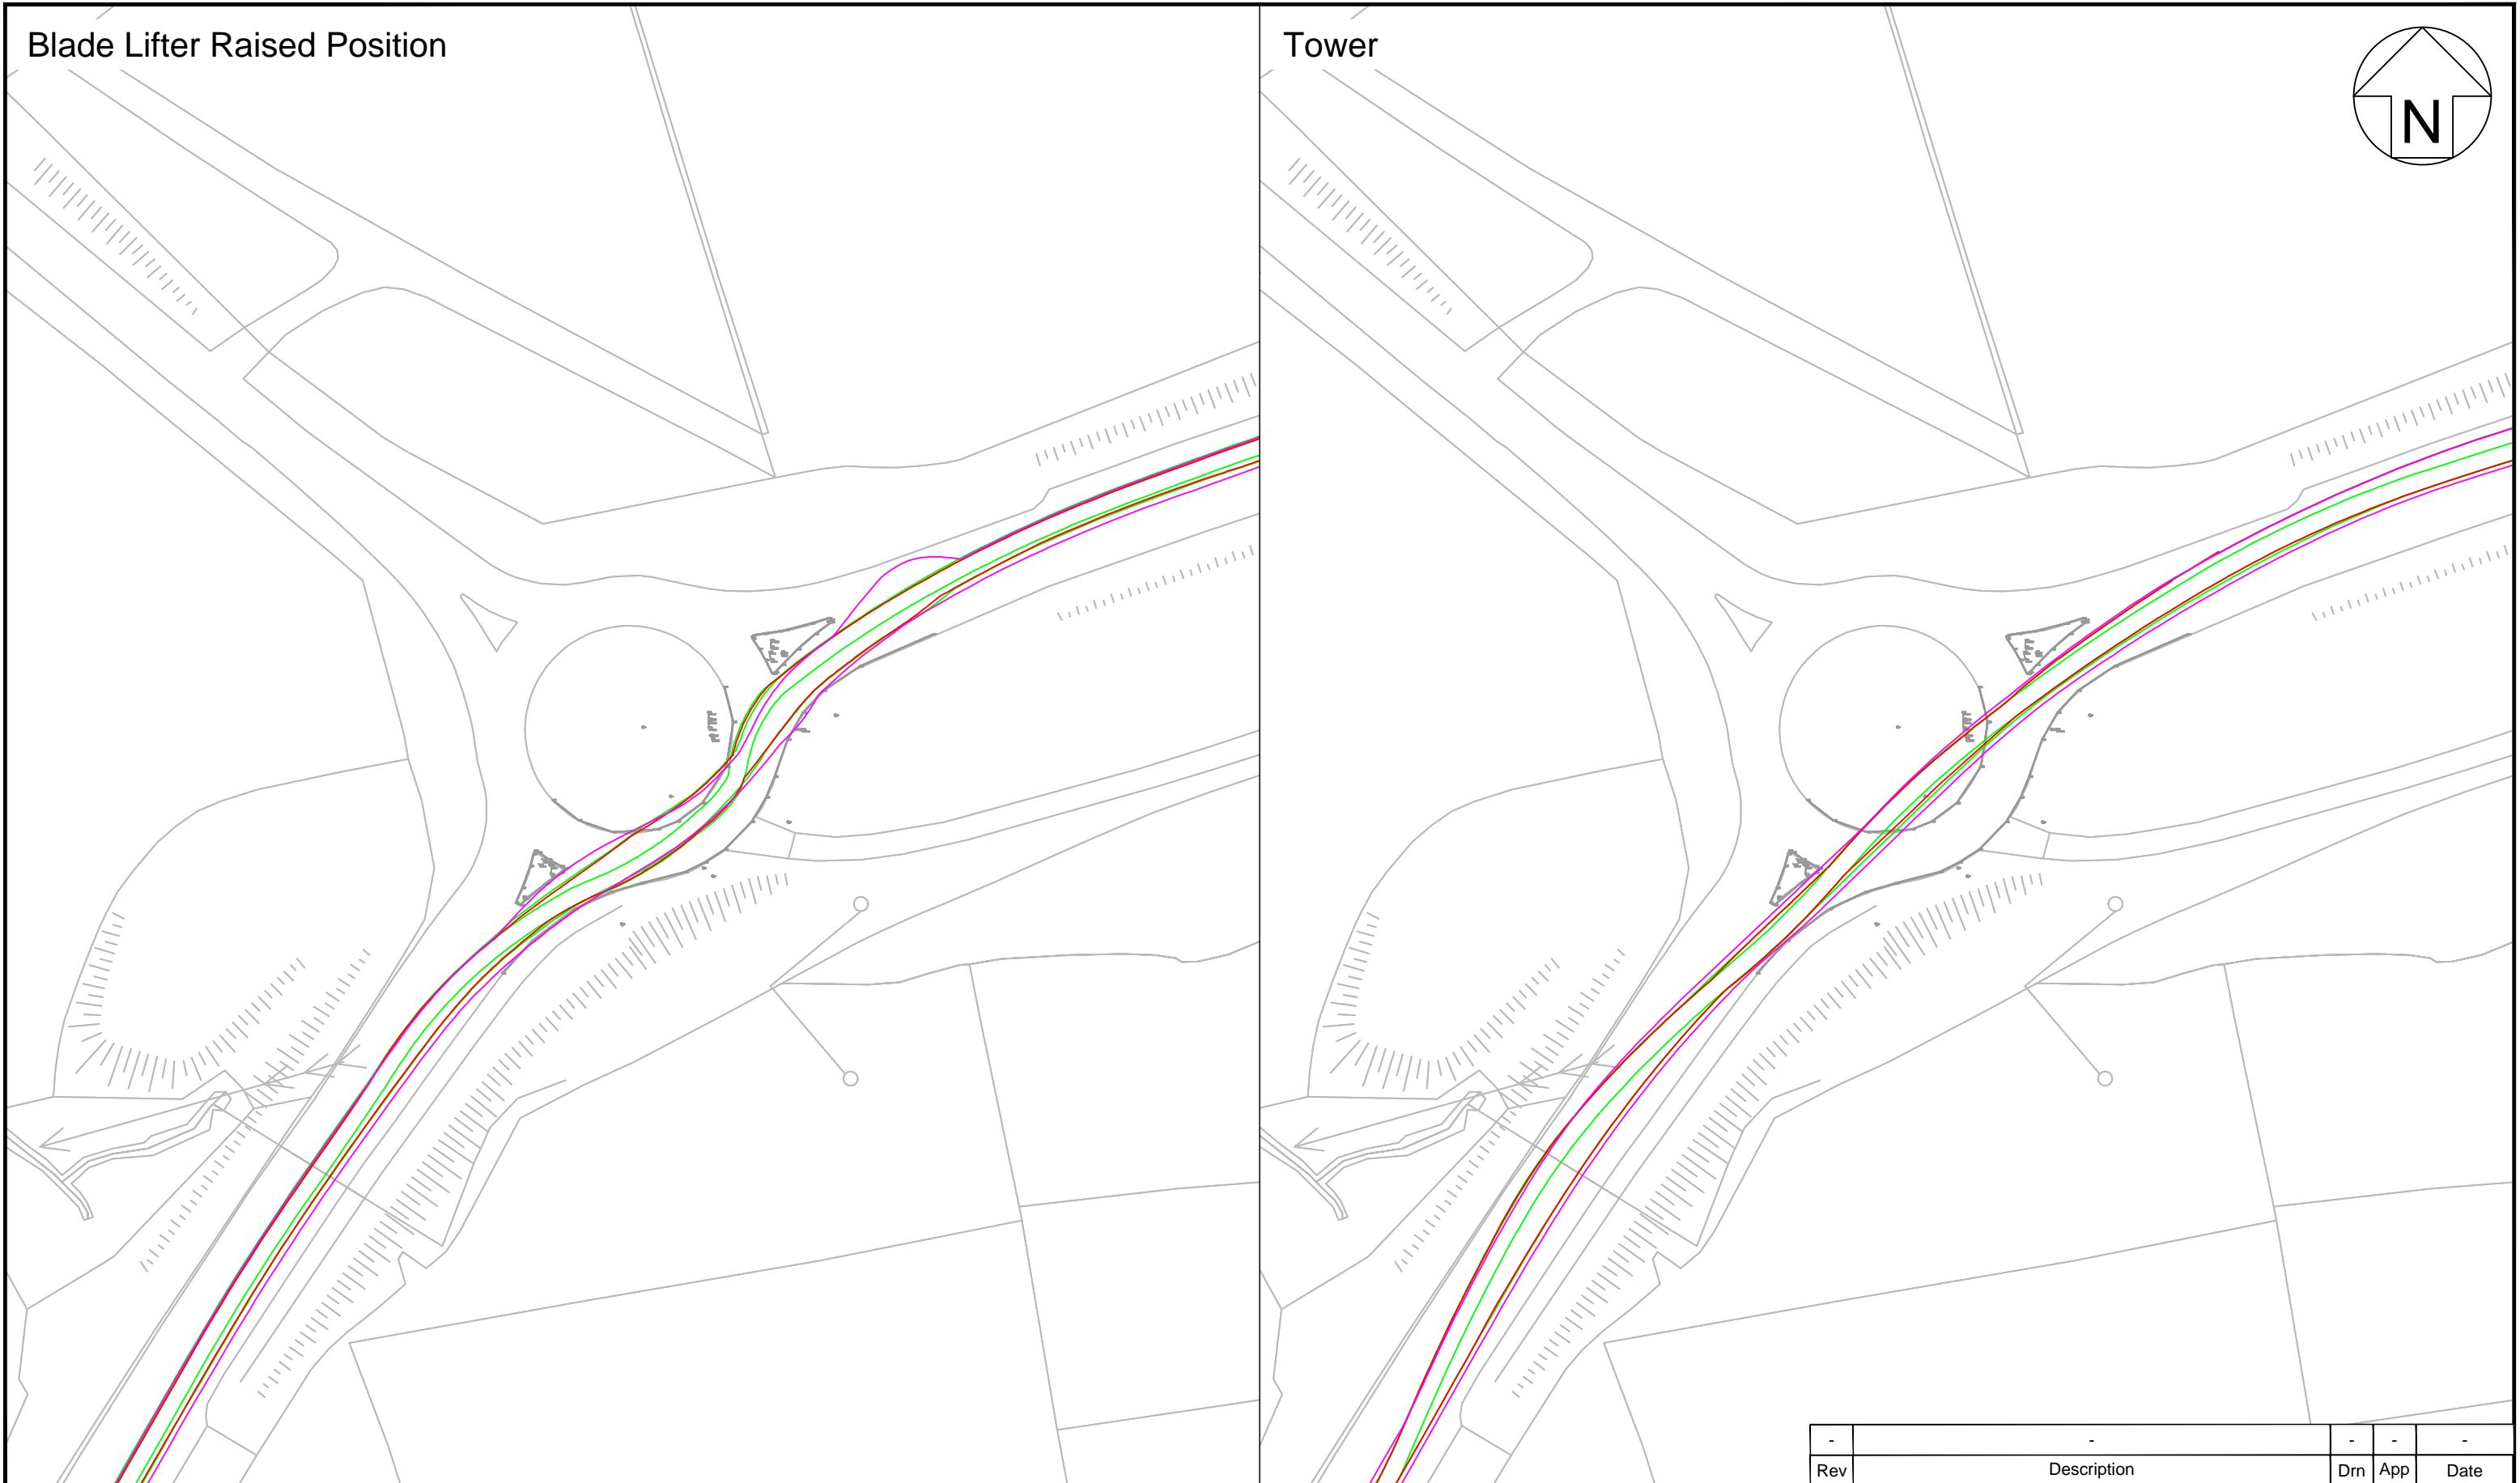 Blade Lifter Raised Position
Tower
N
- - - - -
Rev Description Drn App Date